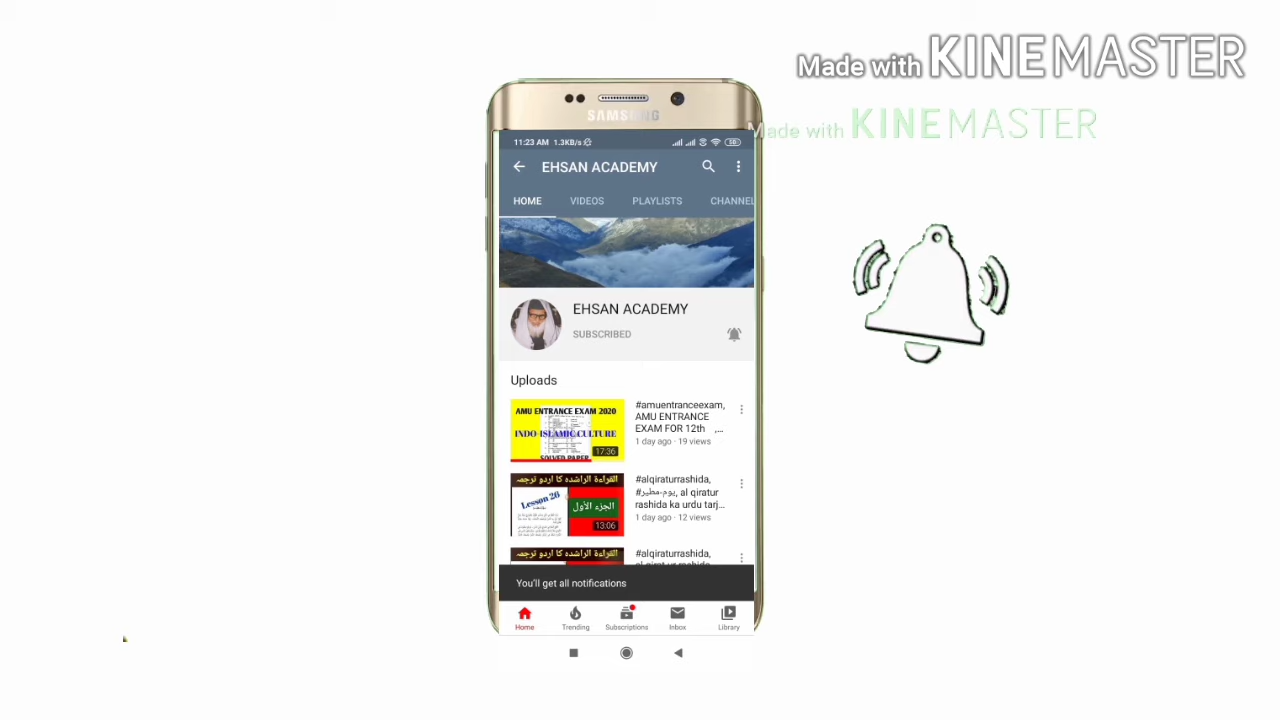 Made with KINEMASTER
Made with KINEMASTER
SAMSUNG
11:23 AM 1.3KB/s
EHSAN ACADEMY
HOME VIDEOS PLAYLISTS CHANNEL
EHSAN ACADEMY
SUBSCRIBED
Uploads
AMU ENTRANCE EXAM 2020
INDO-ISLAMIC CULTURE
SOLVED PAPER
17:36
#amuentranceexam,
AMU ENTRANCE
EXAM FOR 12th ,...
1 day ago · 19 views
القراءة الراشده کا اردو ترجمہ
Lesson 26
الجزء الأول
13:06
#alqiraturrashida,
#یوم-مطیر, al qiratur
rashida ka urdu tarj...
1 day ago · 12 views
القراءة الراشده کا اردو ترجمہ
#alqiraturrashida,
You'll get all notifications
Home Trending Subscriptions Inbox Library